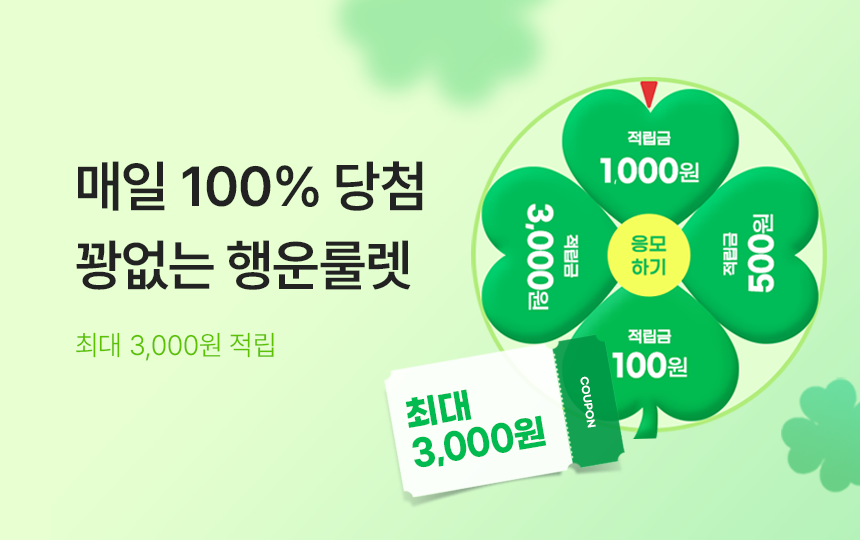 매일 100% 당첨
꽝없는 행운룰렛
최대 3,000원 적립
적립금
1,000원
적립금
3,000원
응모
하기
적립금
500원
적립금
100원
최대
3,000원
COUPON